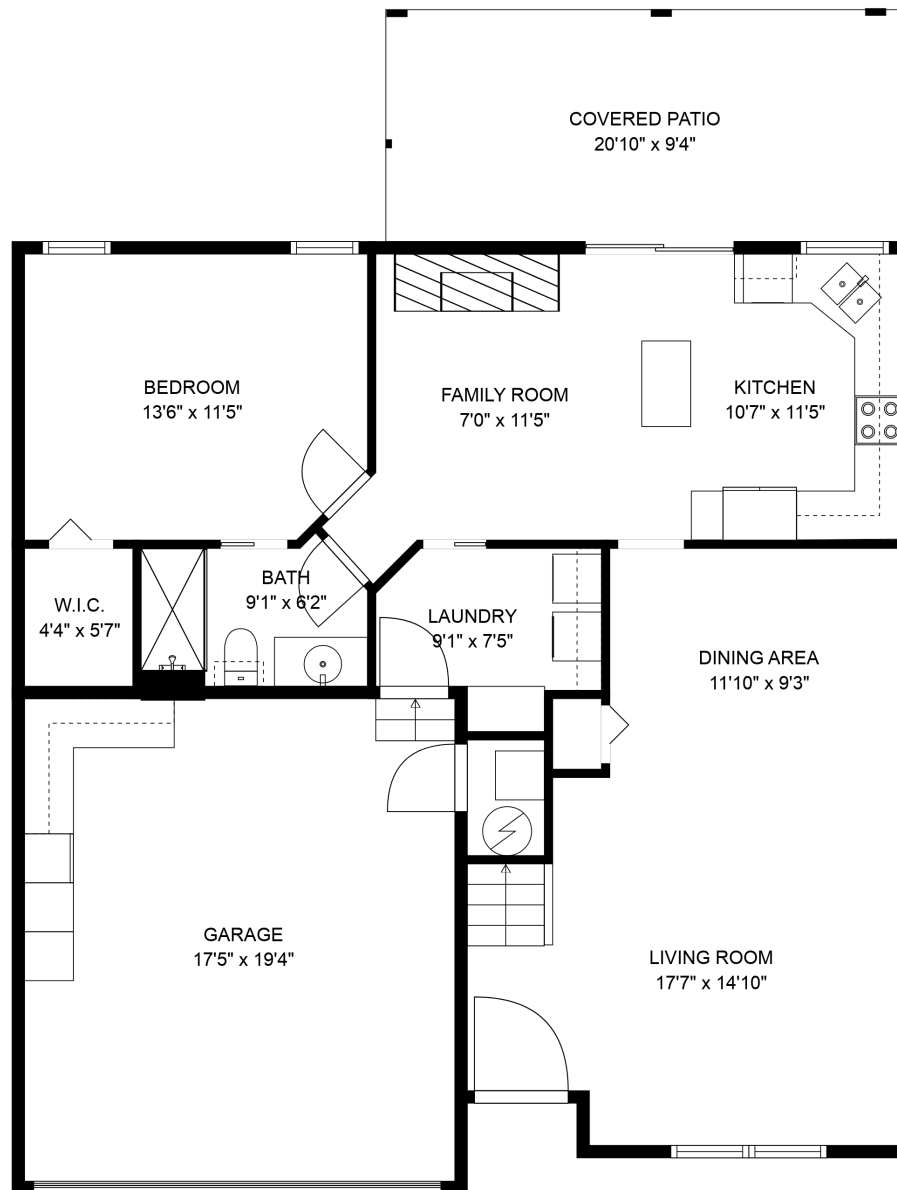 COVERED PATIO
20'10" x 9'4"
BEDROOM
13'6" x 11'5"
FAMILY ROOM
7'0" x 11'5"
KITCHEN
10'7" x 11'5"
W.I.C.
4'4" x 5'7"
BATH
9'1" x 6'2"
LAUNDRY
9'1" x 7'5"
DINING AREA
11'10" x 9'3"
GARAGE
17'5" x 19'4"
LIVING ROOM
17'7" x 14'10"